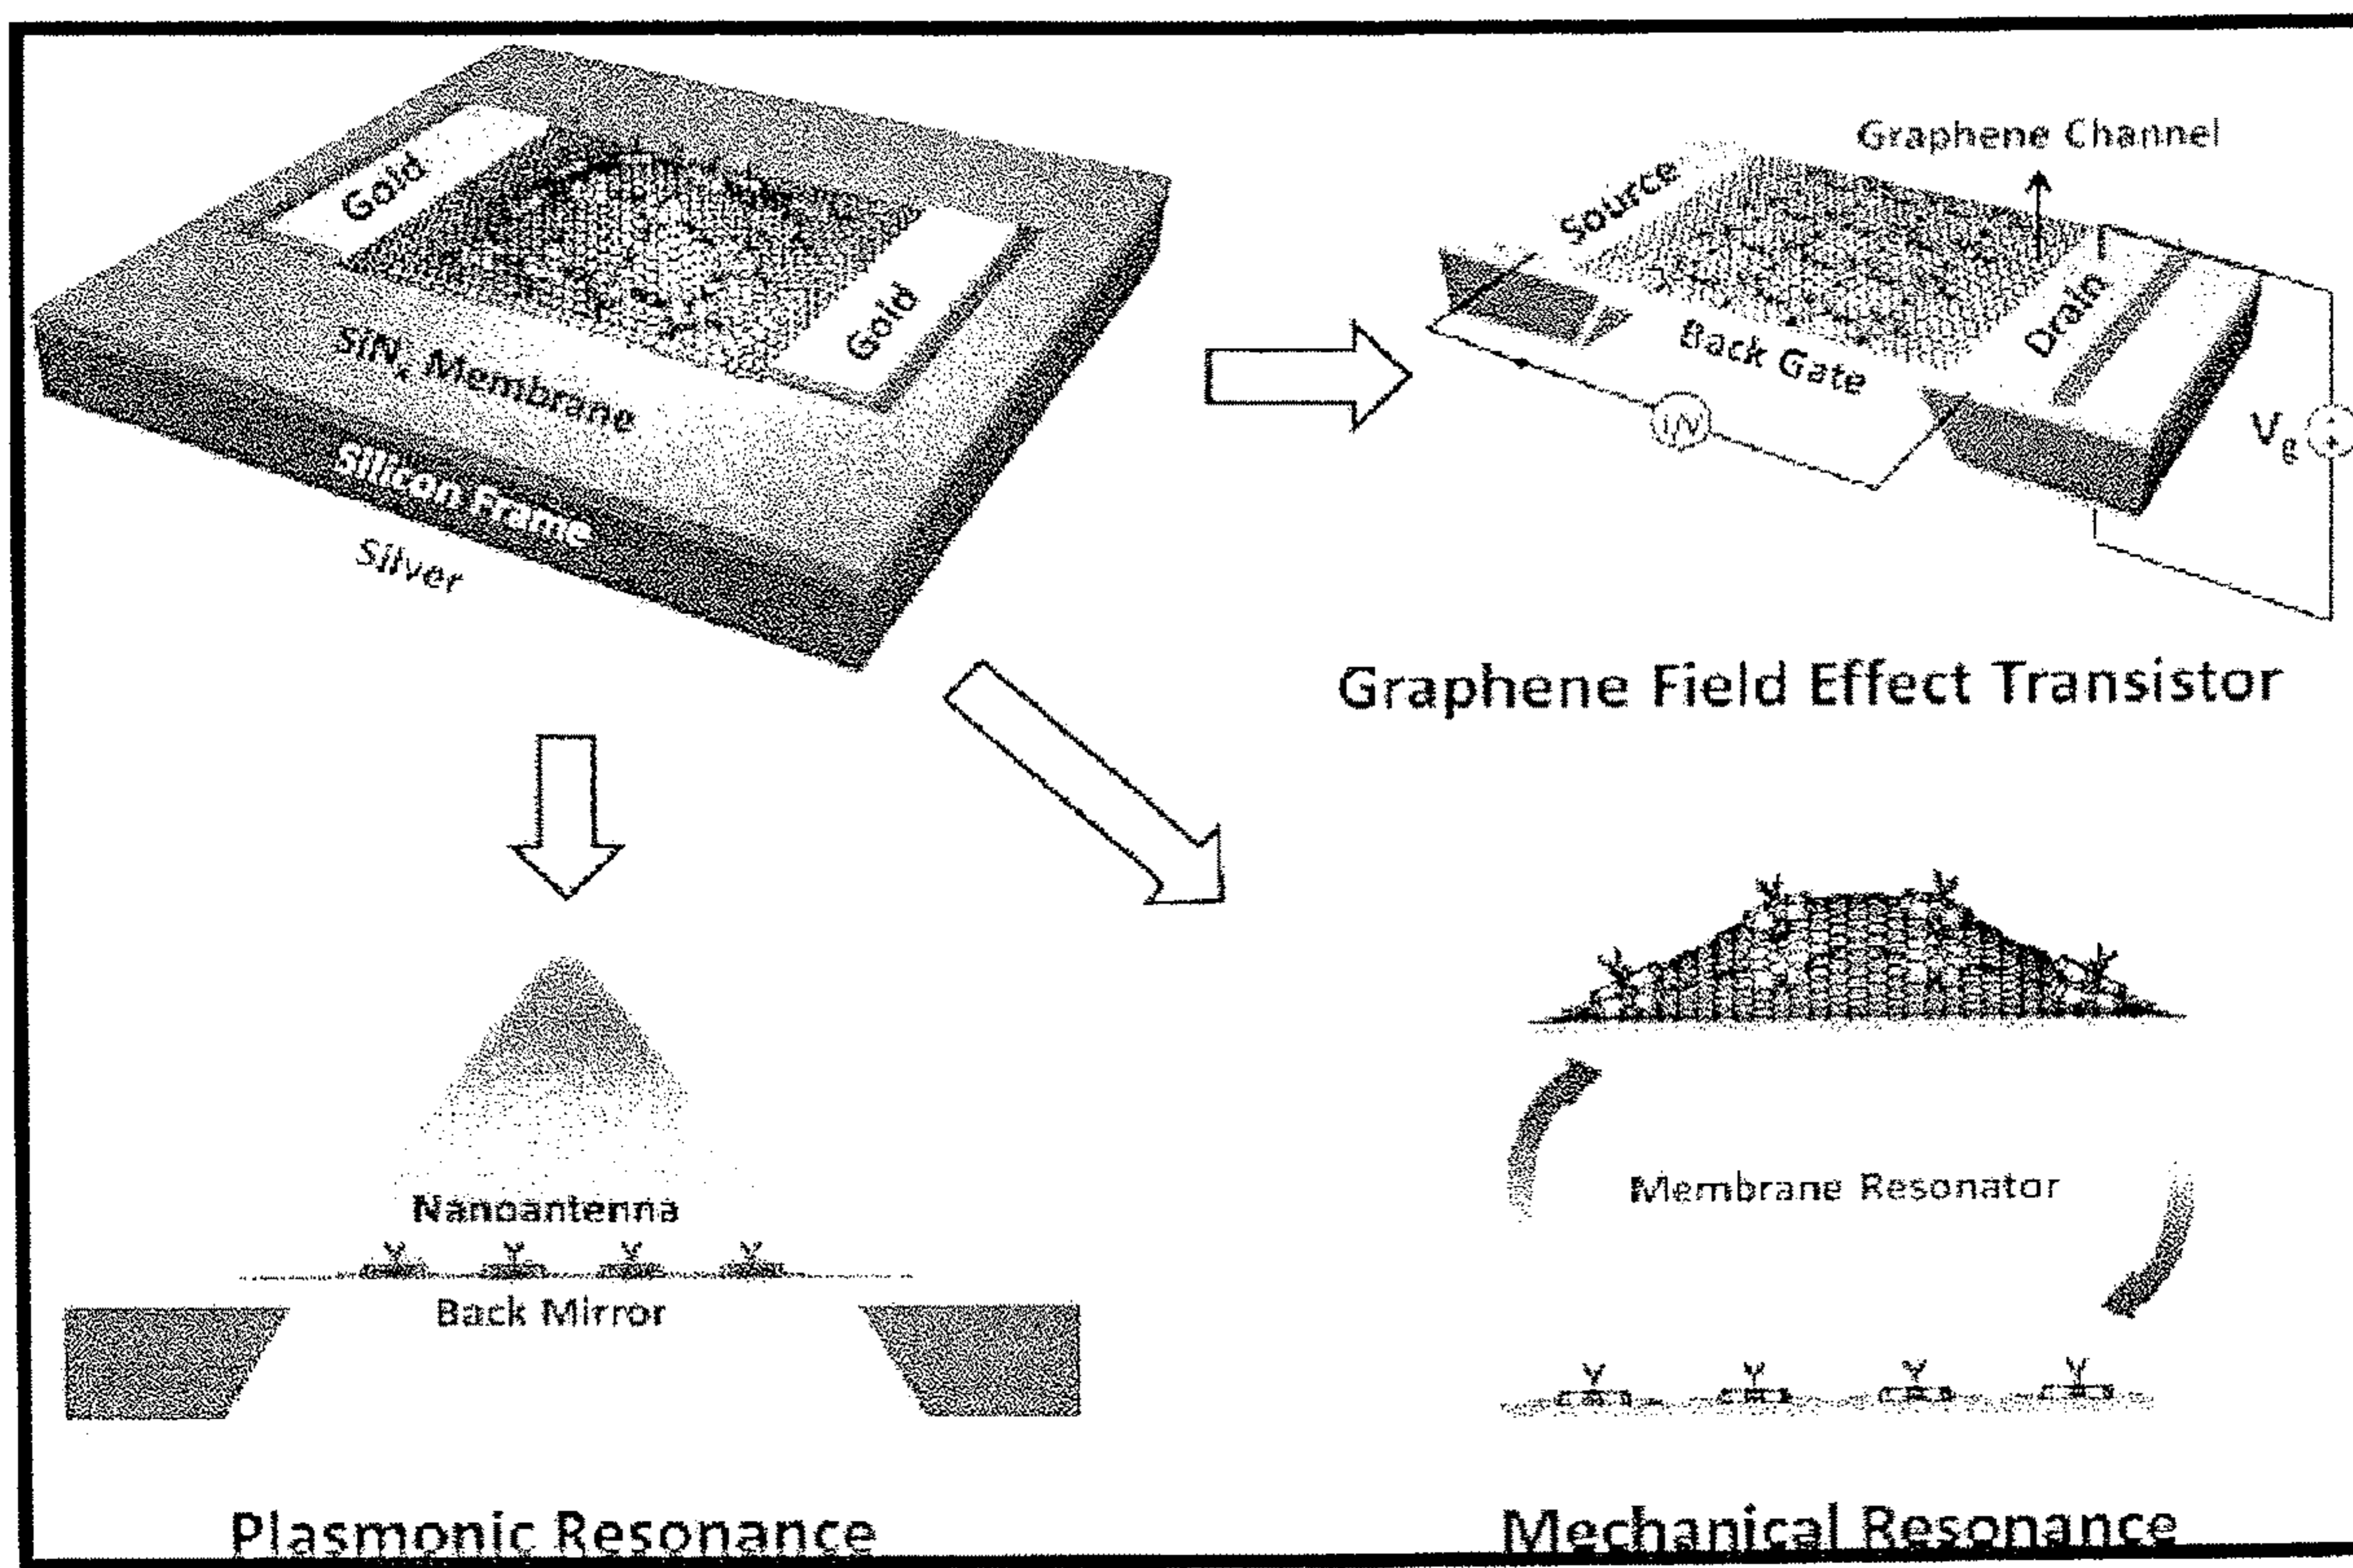 Gold
Gold
SiNx Membrane
Silicon Frame
Silver
Graphene Channel
Source
Drain
Back Gate
I/V
Vg
Graphene Field Effect Transistor
Nanoantenna
Back Mirror
Plasmonic Resonance
Membrane Resonator
Mechanical Resonance